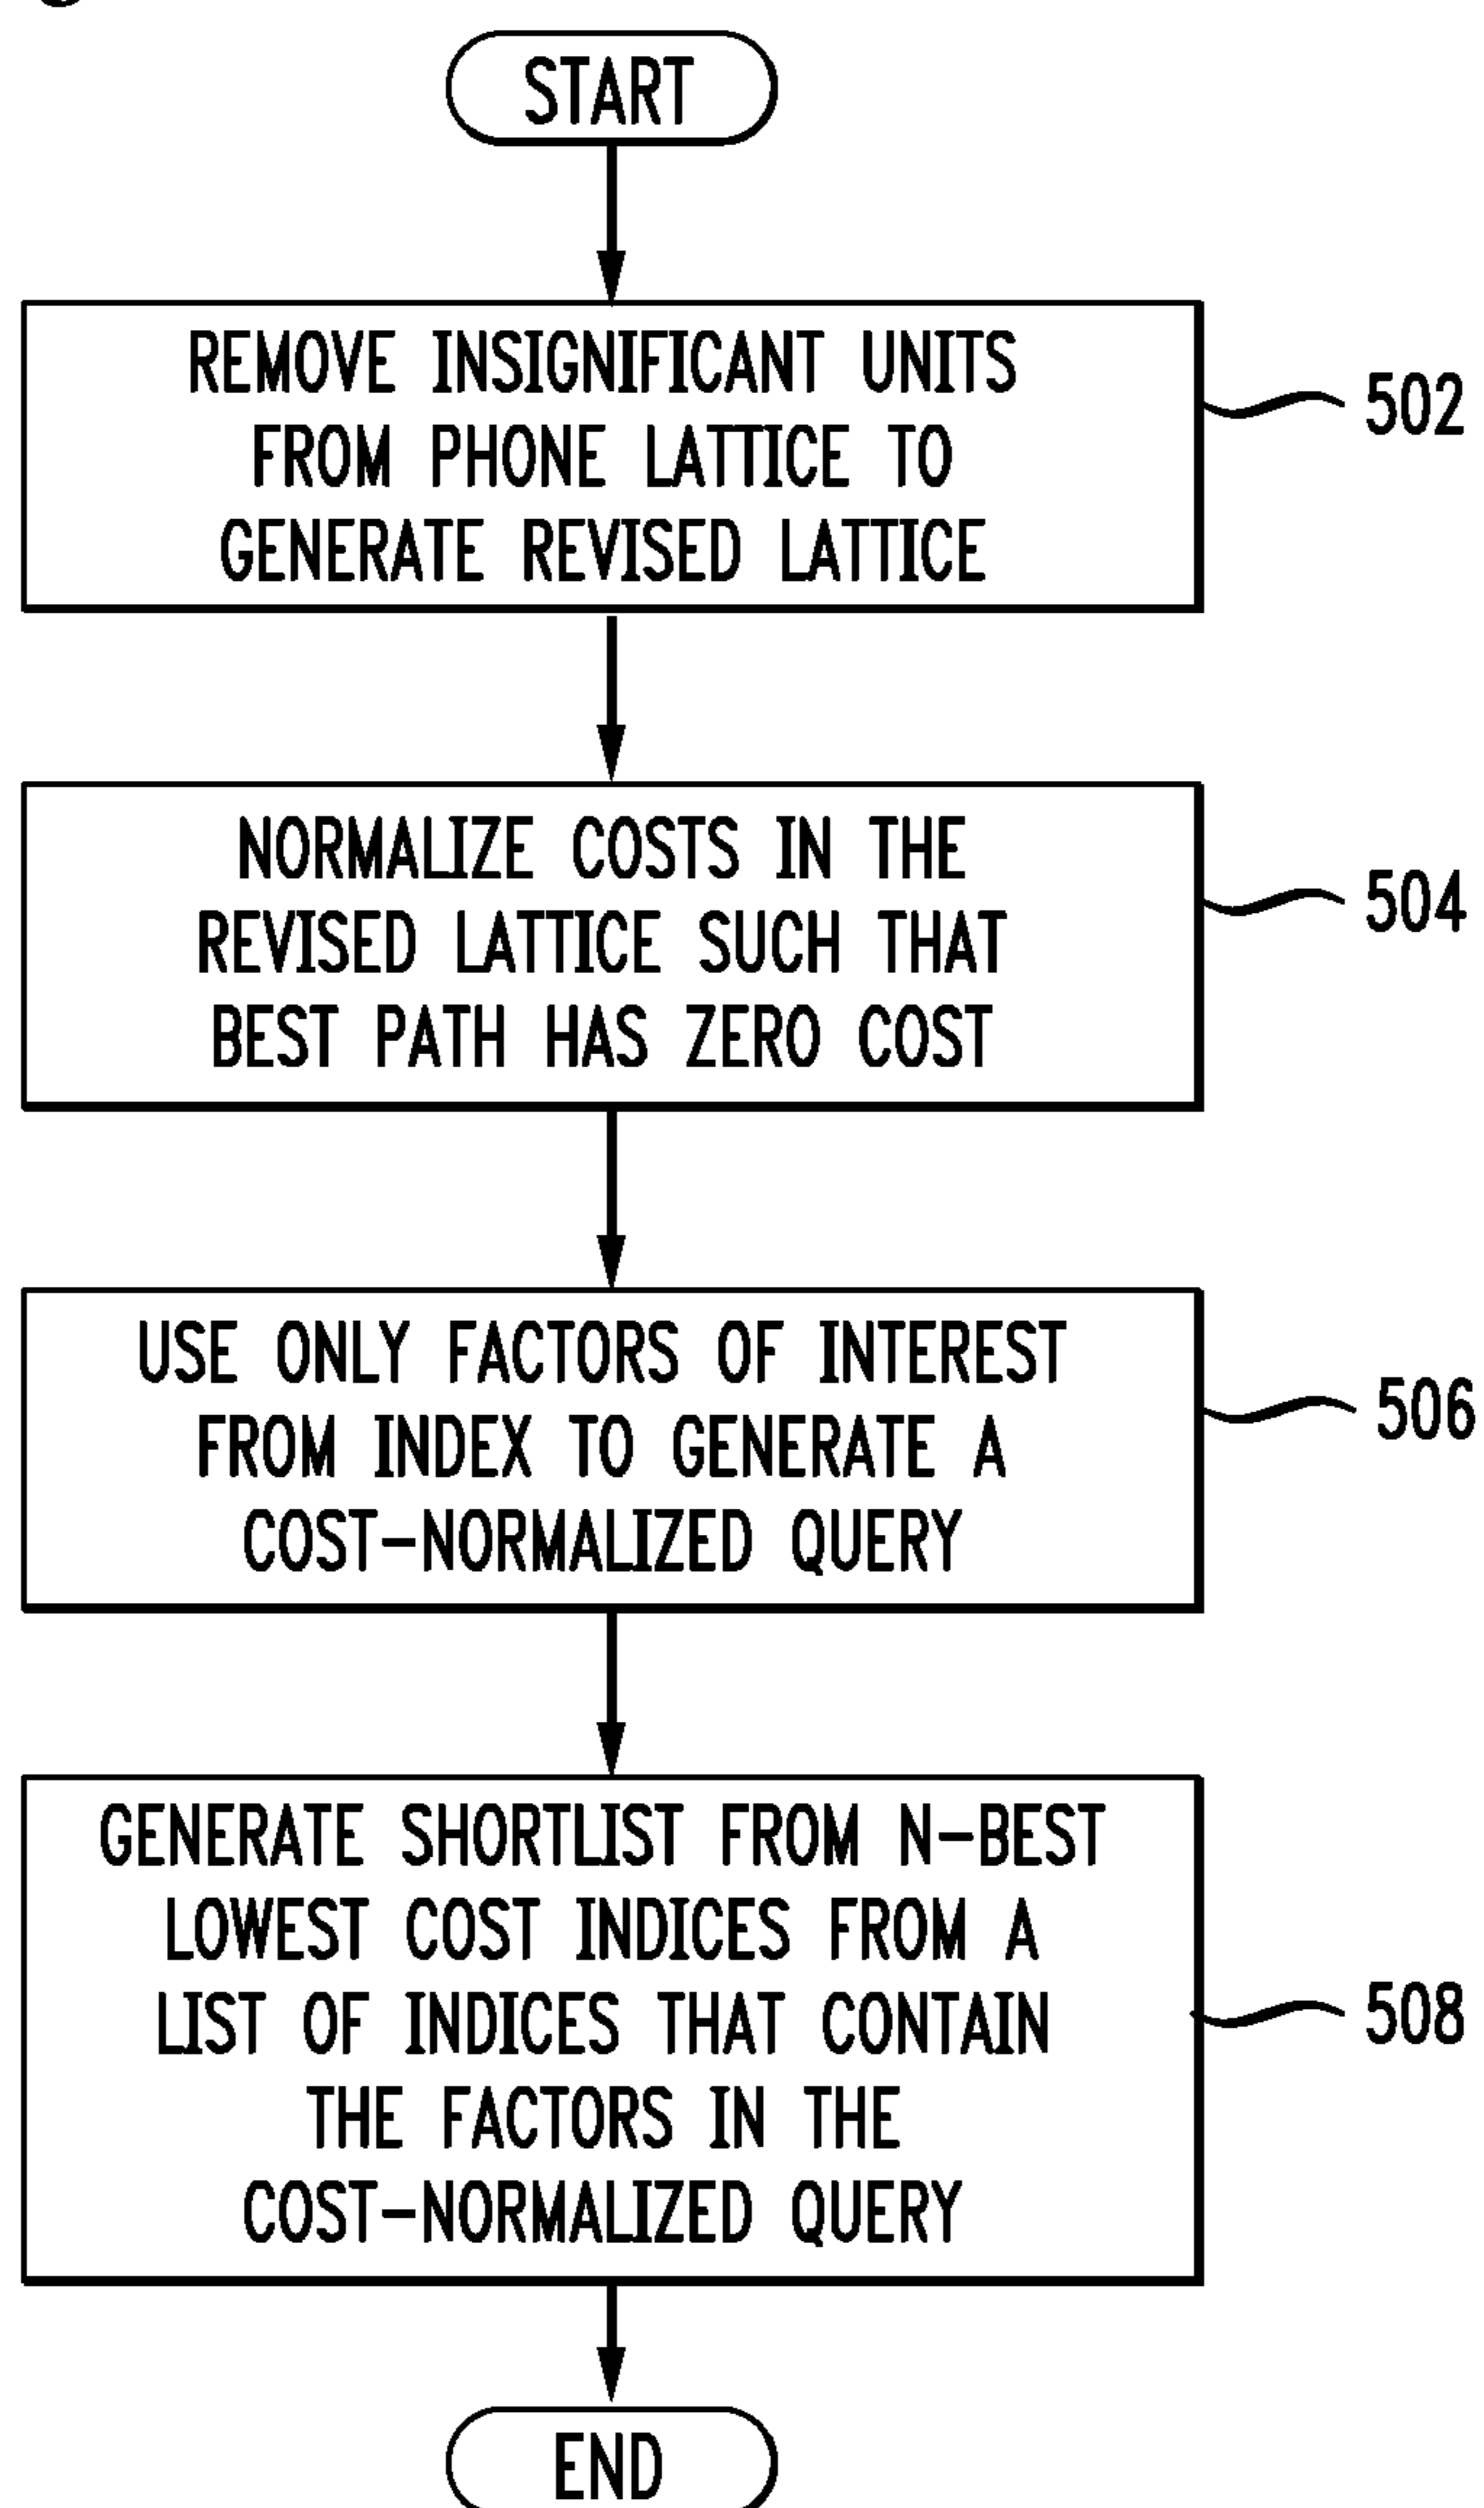 START
REMOVE INSIGNIFICANT UNITS
FROM PHONE LATTICE TO
GENERATE REVISED LATTICE
502
NORMALIZE COSTS IN THE
REVISED LATTICE SUCH THAT
BEST PATH HAS ZERO COST
504
USE ONLY FACTORS OF INTEREST
FROM INDEX TO GENERATE A
COST-NORMALIZED QUERY
506
GENERATE SHORTLIST FROM N-BEST
LOWEST COST INDICES FROM A
LIST OF INDICES THAT CONTAIN
THE FACTORS IN THE
COST-NORMALIZED QUERY
508
END